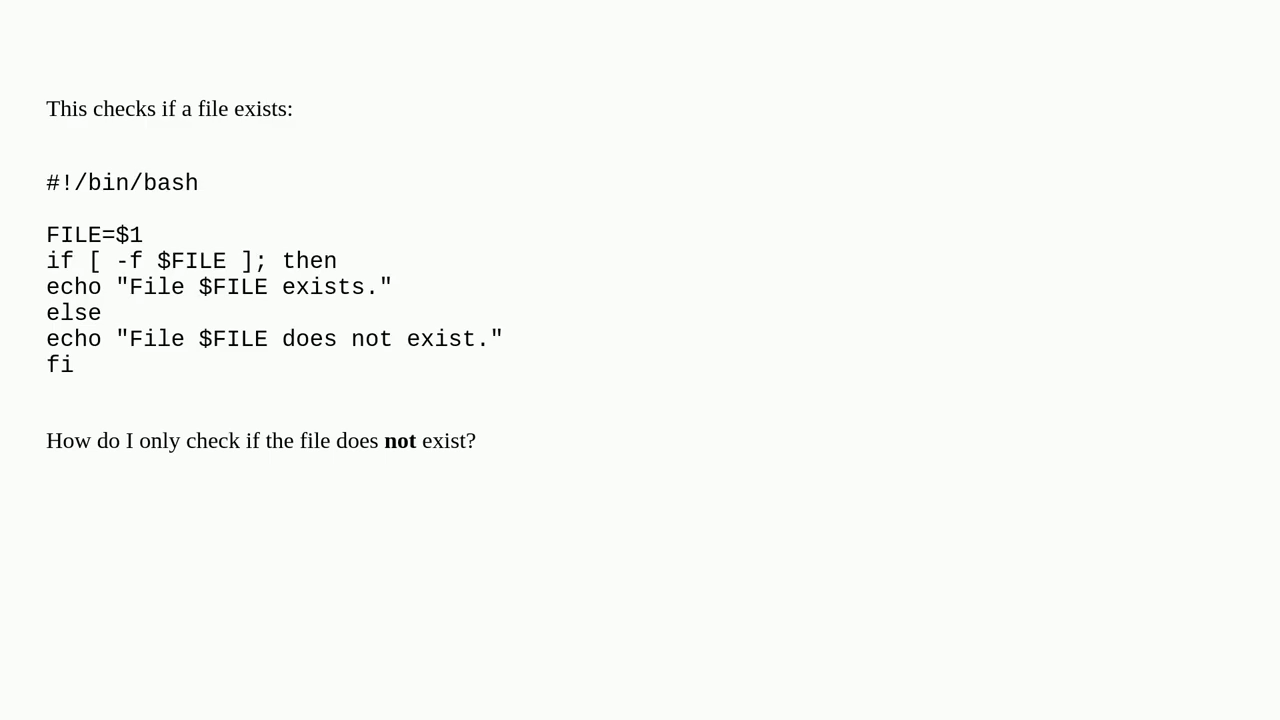 This checks if a file exists:
#!/bin/bash
FILE=$1
if [ -f $FILE ]; then
echo "File $FILE exists."
else
echo "File $FILE does not exist."
fi
How do I only check if the file does not exist?